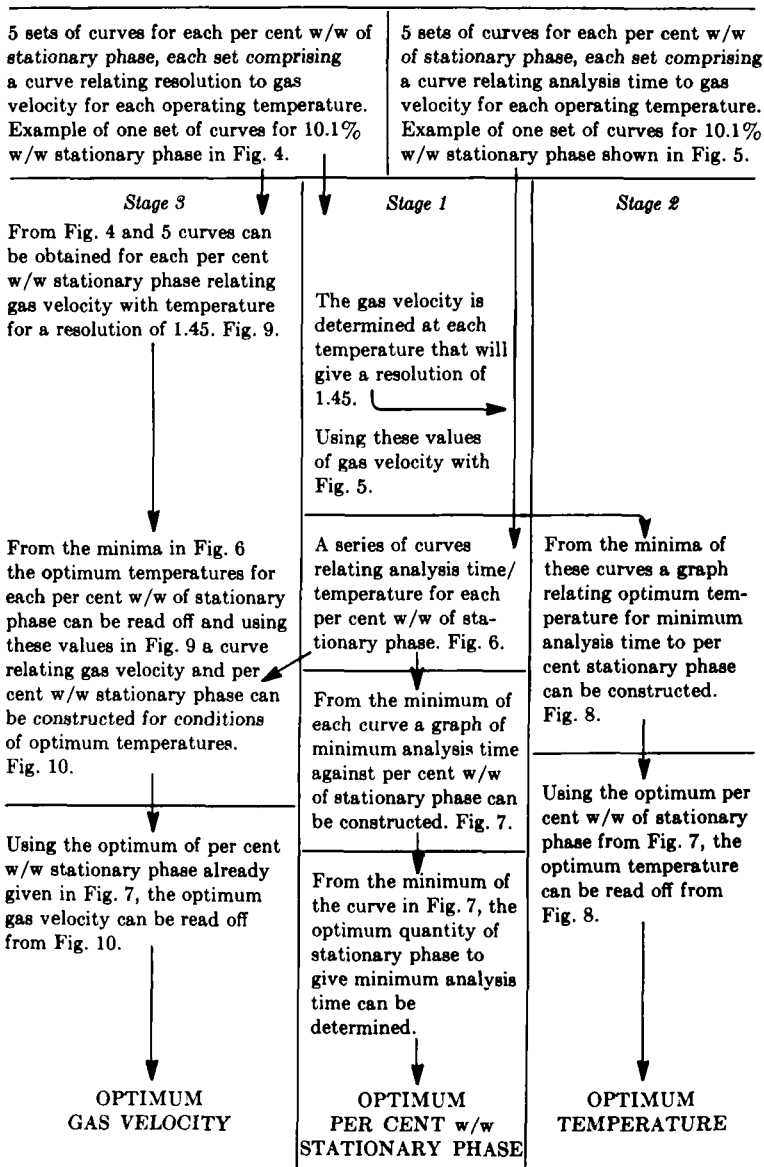 5 sets of curves for each per cent w/w of
stationary phase, each set comprising
a curve relating resolution to gas
velocity for each operating temperature.
Example of one set of curves for 10.1%
w/w stationary phase in Fig. 4.
5 sets of curves for each per cent w/w
of stationary phase, each set comprising
a curve relating analysis time to gas
velocity for each operating temperature.
Example of one set of curves for 10.1%
w/w stationary phase shown in Fig. 5.
Stage 3
From Fig. 4 and 5 curves can
be obtained for each per cent
w/w stationary phase relating
gas velocity with temperature
for a resolution of 1.45. Fig. 9.
From the minima in Fig. 6
the optimum temperatures for
each per cent w/w of stationary
phase can be read off and using
these values in Fig. 9 a curve
relating gas velocity and per
cent w/w stationary phase can
be constructed for conditions
of optimum temperatures.
Fig. 10.
Using the optimum of per cent
w/w stationary phase already
given in Fig. 7, the optimum
gas velocity can be read off
from Fig. 10.
OPTIMUM
GAS VELOCITY
Stage 1
The gas velocity is
determined at each
temperature that will
give a resolution of
1.45.
Using these values
of gas velocity with
Fig. 5.
A series of curves
relating analysis time/
temperature for each
per cent w/w of sta-
tionary phase. Fig. 6.
From the minimum of
each curve a graph of
minimum analysis time
against per cent w/w
of stationary phase can
be constructed. Fig. 7.
From the minimum of
the curve in Fig. 7, the
optimum quantity of
stationary phase to
give minimum analysis
time can be
determined.
OPTIMUM
PER CENT w/w
STATIONARY PHASE
Stage 2
From the minima of
these curves a graph
relating optimum tem-
perature for minimum
analysis time to per
cent stationary phase
can be constructed.
Fig. 8.
Using the optimum per
cent w/w of stationary
phase from Fig. 7, the
optimum temperature
can be read off from
Fig. 8.
OPTIMUM
TEMPERATURE